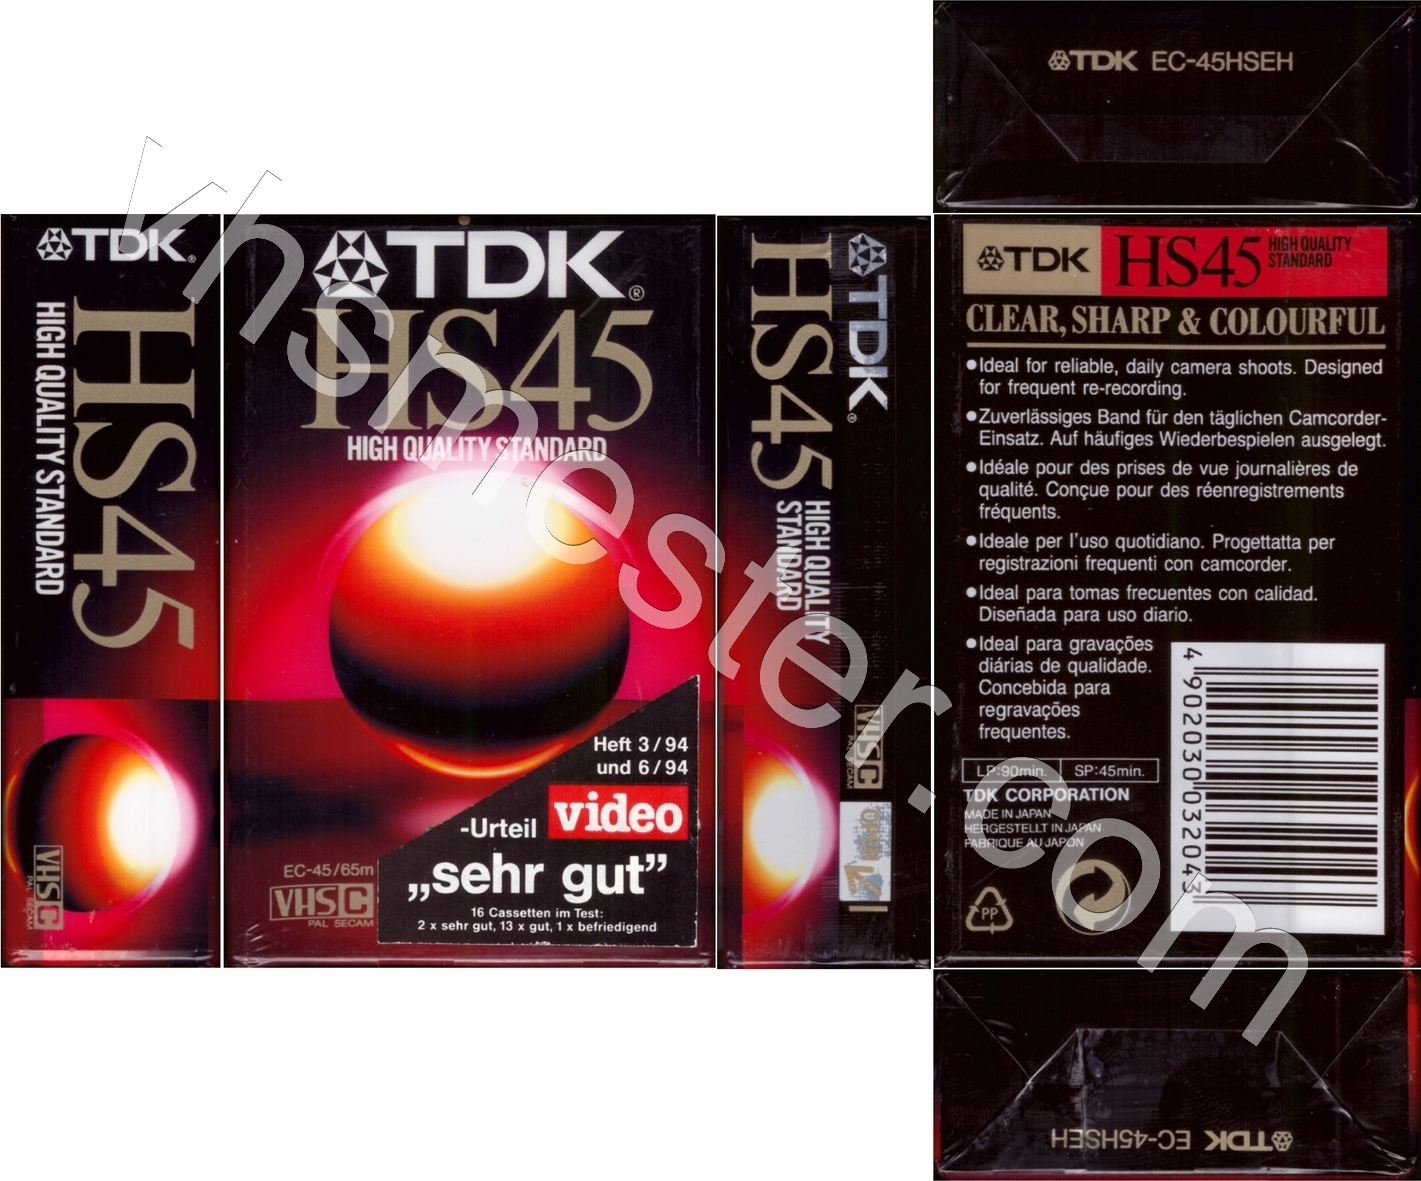 TDK EC-45HSEH
TDK®
HS45
HIGH QUALITY STANDARD
VHSC
PAL SECAM
TDK®
HS45
HIGH QUALITY STANDARD
EC-45/65m
VHSC
PAL SECAM
Heft 3/94
und 6/94
-Urteil video
„sehr gut”
16 Cassetten im Test:
2 x sehr gut, 13 x gut, 1 x befriedigend
TDK®
HS45
HIGH QUALITY
STANDARD
VHSC
PAL SECAM
OPEN
TDK HS45 HIGH QUALITY
STANDARD
CLEAR, SHARP & COLOURFUL
●Ideal for reliable, daily camera shoots. Designed
for frequent re-recording.
●Zuverlässiges Band für den täglichen Camcorder-
Einsatz. Auf häufiges Wiederbespielen ausgelegt.
●Idéale pour des prises de vue journalières de
qualité. Conçue pour des réenregistrements
fréquents.
●Ideale per l'uso quotidiano. Progettatta per
registrazioni frequenti con camcorder.
●Ideal para tomas frecuentes con calidad.
Diseñada para uso diario.
●Ideal para gravações
diárias de qualidade.
Concebida para
regravações
frequentes.
LP:90min. SP:45min.
TDK CORPORATION
MADE IN JAPAN
HERGESTELLT IN JAPAN
FABRIQUE AU JAPON
PP
4 902030 032043
TDK EC-45HSEH
vhsmester.com